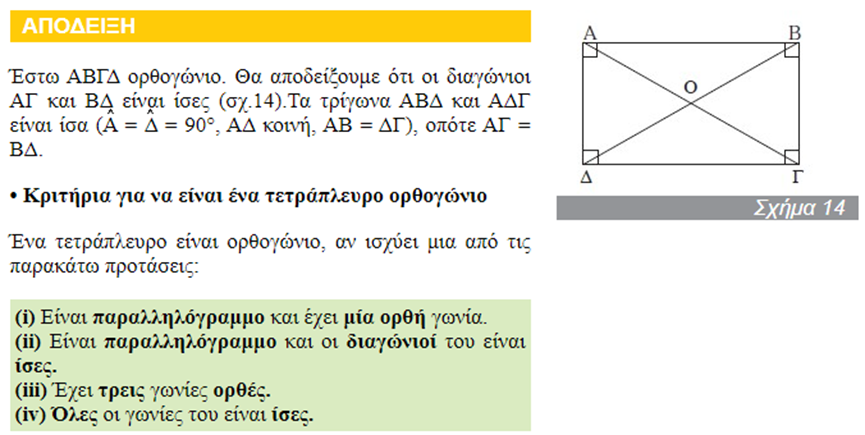 ΑΠΟΔΕΙΞΗ
Έστω ΑΒΓΔ ορθογώνιο. Θα αποδείξουμε ότι οι διαγώνιοι
ΑΓ και ΒΔ είναι ίσες (σχ.14).Τα τρίγωνα ΑΒΔ και ΑΔΓ
είναι ίσα (Â = Δ̂ = 90°, ΑΔ κοινή, ΑΒ = ΔΓ), οπότε ΑΓ =
ΒΔ.
• Κριτήρια για να είναι ένα τετράπλευρο ορθογώνιο
Ένα τετράπλευρο είναι ορθογώνιο, αν ισχύει μια από τις
παρακάτω προτάσεις:
(i) Είναι παραλληλόγραμμο και έχει μία ορθή γωνία.
(ii) Είναι παραλληλόγραμμο και οι διαγώνιοί του είναι
ίσες.
(iii) Έχει τρεις γωνίες ορθές.
(iv) Όλες οι γωνίες του είναι ίσες.
Α Β
Ο
Δ Γ
Σχήμα 14